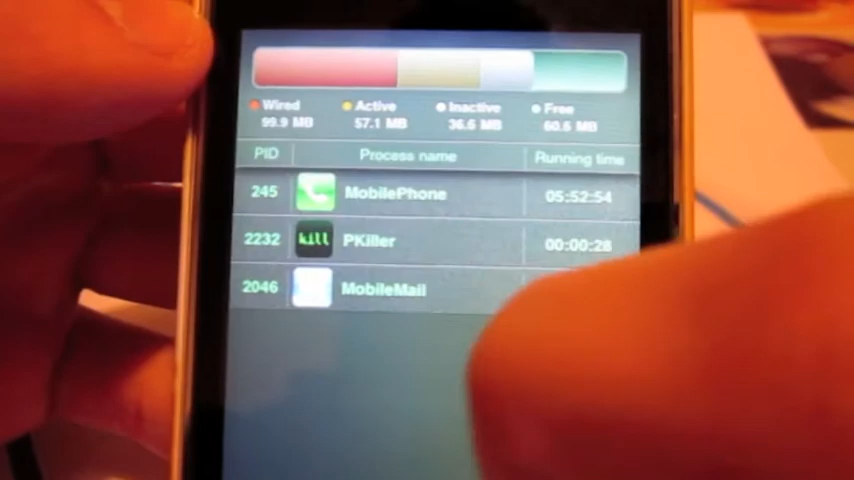 Wired Active Inactive Free
99.9 MB 57.1 MB 36.6 MB 60.6 MB
PID Process name Running time
245 MobilePhone 05:52:54
2232 kill PKiller 00:00:28
2046 MobileMail